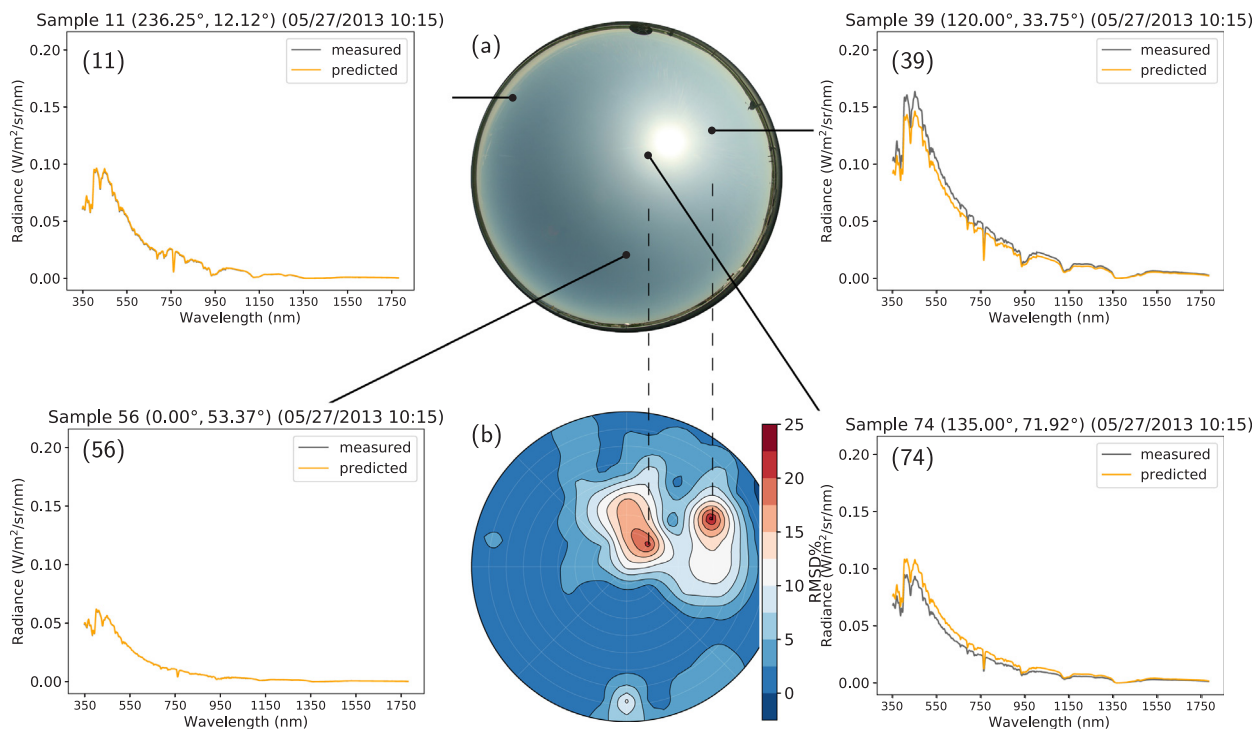 Sample 11 (236.25°, 12.12°) (05/27/2013 10:15)
(11)
measured
predicted
0.20
0.15
0.10
0.05
0.00
Radiance (W/m²/sr/nm)
350 550 750 950 1150 1350 1550 1750
Wavelength (nm)
(a)
Sample 39 (120.00°, 33.75°) (05/27/2013 10:15)
(39)
measured
predicted
0.20
0.15
0.10
0.05
0.00
Radiance (W/m²/sr/nm)
350 550 750 950 1150 1350 1550 1750
Wavelength (nm)
Sample 56 (0.00°, 53.37°) (05/27/2013 10:15)
(56)
measured
predicted
0.20
0.15
0.10
0.05
0.00
Radiance (W/m²/sr/nm)
350 550 750 950 1150 1350 1550 1750
Wavelength (nm)
(b)
25
20
15
10
5
0
RMSD%
Sample 74 (135.00°, 71.92°) (05/27/2013 10:15)
(74)
measured
predicted
0.20
0.15
0.10
0.05
0.00
Radiance (W/m²/sr/nm)
350 550 750 950 1150 1350 1550 1750
Wavelength (nm)